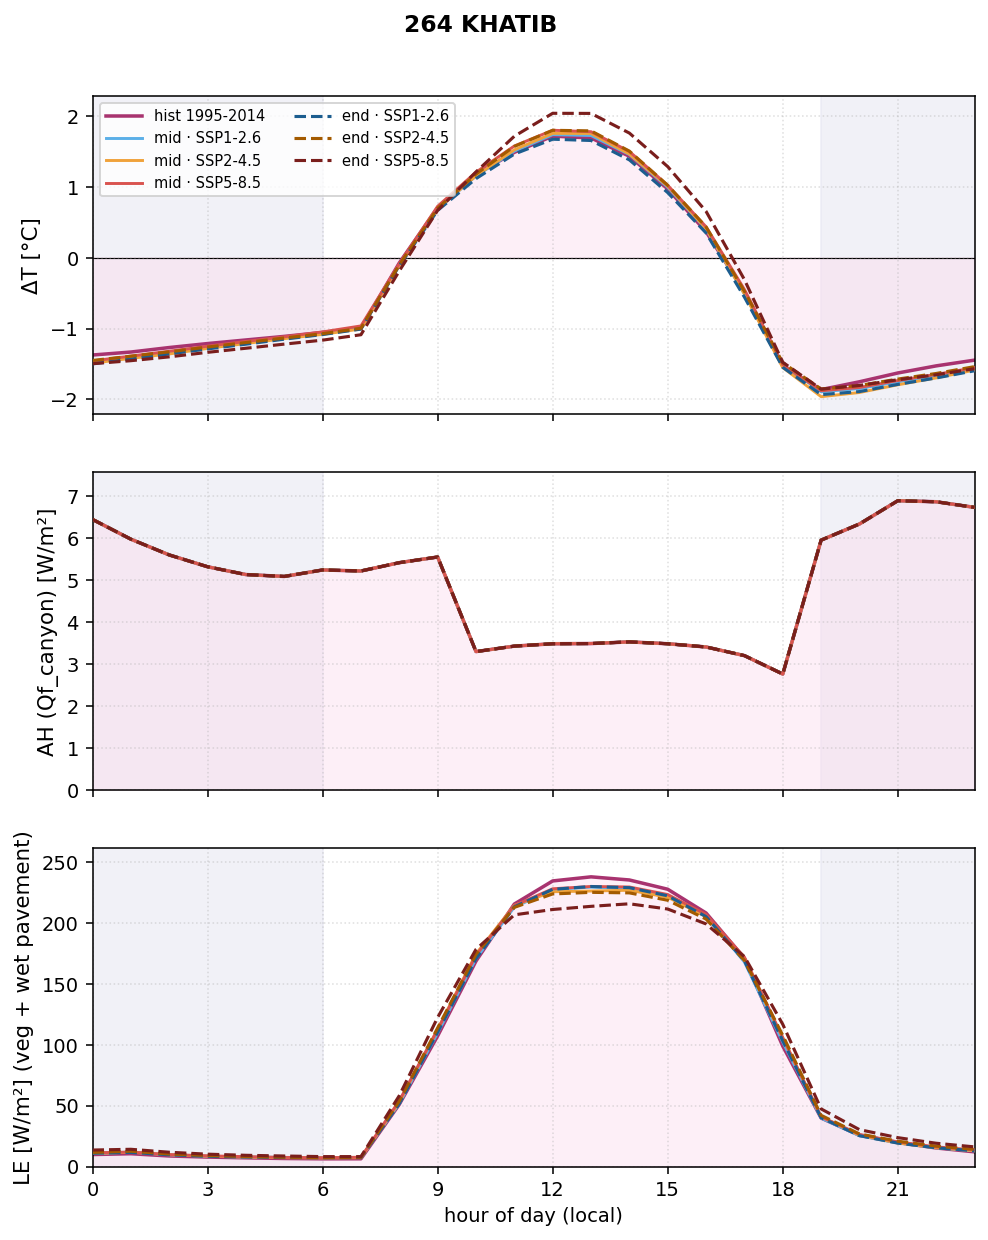 264 KHATIB
ΔT [°C]
2
1
0
−1
−2
hist 1995-2014
mid · SSP1-2.6
mid · SSP2-4.5
mid · SSP5-8.5
end · SSP1-2.6
end · SSP2-4.5
end · SSP5-8.5
AH (Qf_canyon) [W/m²]
7
6
5
4
3
2
1
0
LE [W/m²] (veg + wet pavement)
250
200
150
100
50
0
0 3 6 9 12 15 18 21
hour of day (local)